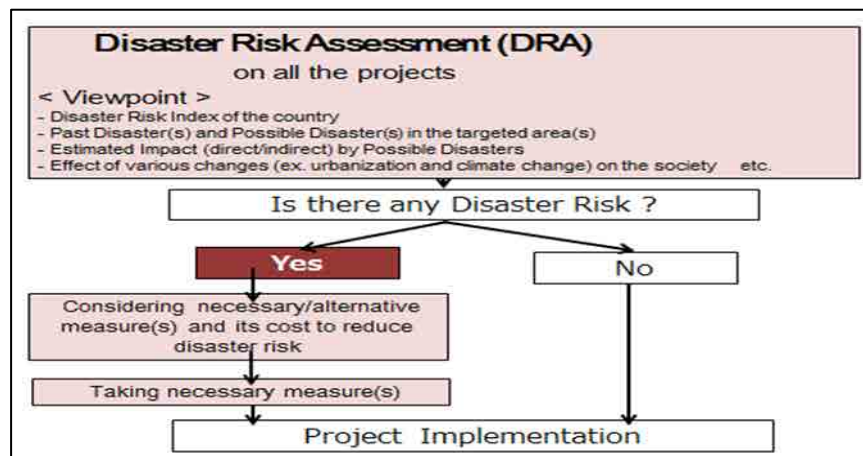 Disaster Risk Assessment (DRA)
on all the projects
< Viewpoint >
- Disaster Risk Index of the country
- Past Disaster(s) and Possible Disaster(s) in the targeted area(s)
- Estimated Impact (direct/indirect) by Possible Disasters
- Effect of various changes (ex. urbanization and climate change) on the society etc.
Is there any Disaster Risk ?
Yes
No
Considering necessary/alternative
measure(s) and its cost to reduce
disaster risk
Taking necessary measure(s)
Project Implementation